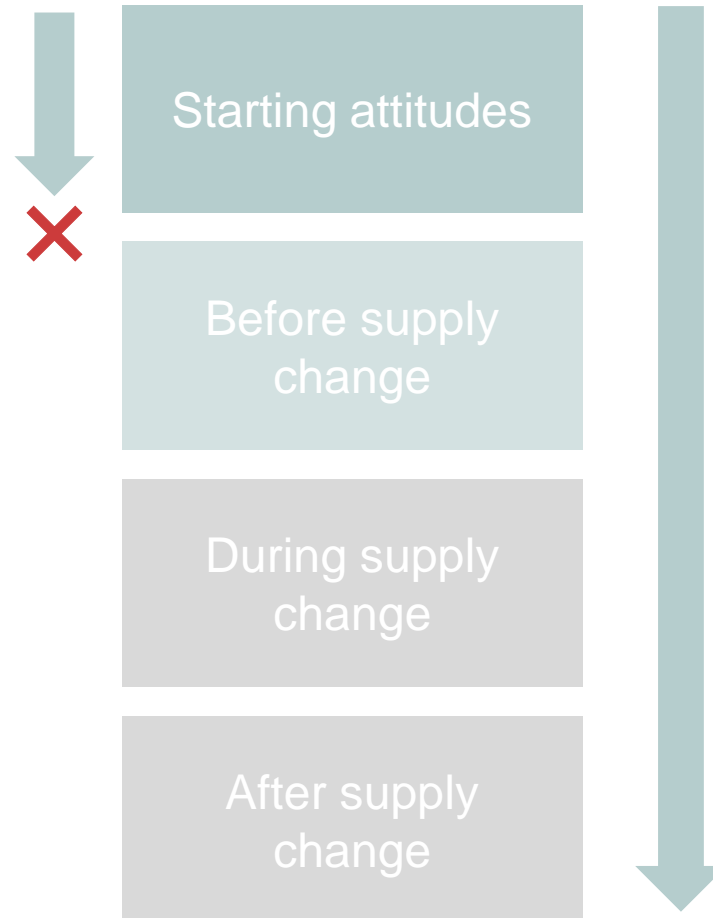 Starting attitudes
Before supply
change
During supply
change
After supply
change